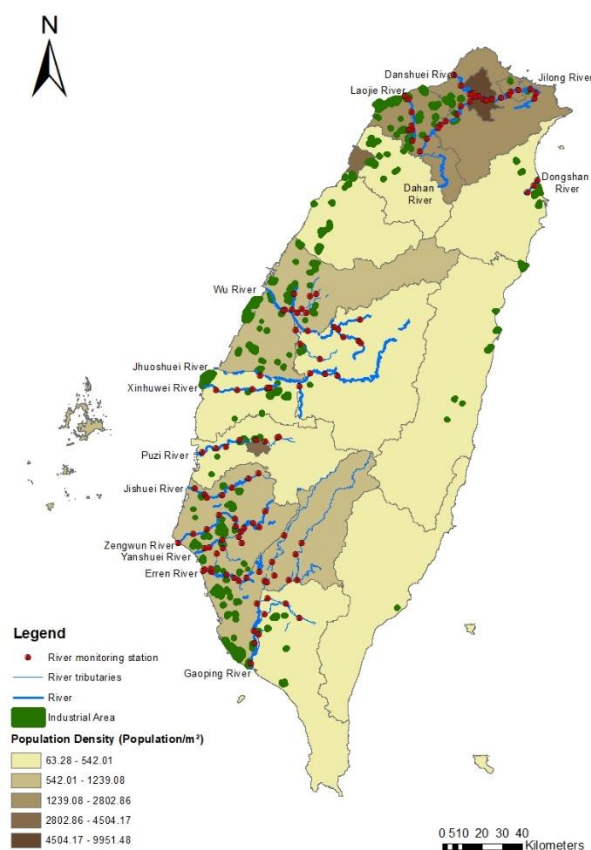 N
Danshuei River
Jilong River
Laojie River
Dongshan
River
Dahan
River
Wu River
Jhuoshuei River
Xinhuwei River
Puzi River
Jishuei River
Zengwun River
Yanshuei River
Erren River
Gaoping River
Legend
River monitoring station
River tributaries
River
Industrial Area
Population Density (Population/m²)
63.28 - 542.01
542.01 - 1239.08
1239.08 - 2802.86
2802.86 - 4504.17
4504.17 - 9951.48
0 510 20 30 40
Kilometers